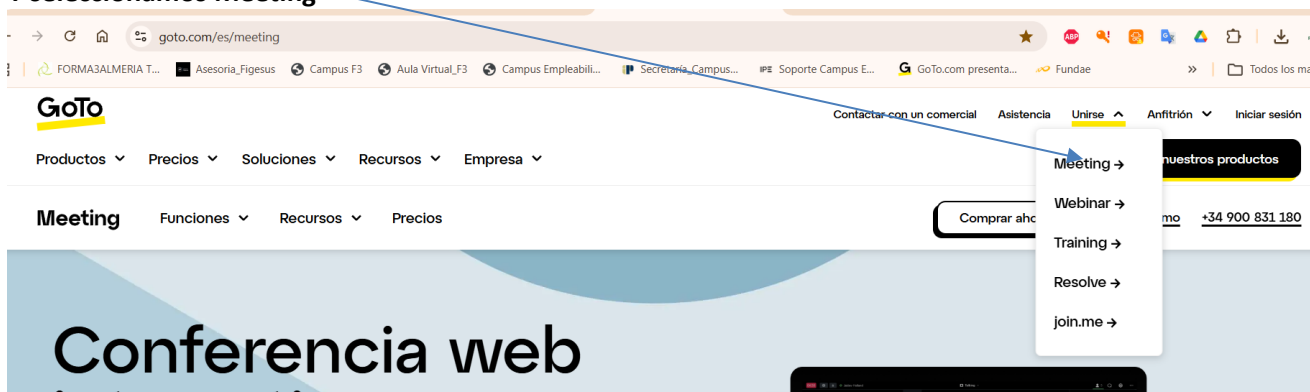 goto.com/es/meeting
ABP
FORMA3ALMERIA T... Asesoria_Figesus Campus F3 Aula Virtual_F3 Campus Empleabili... Secretaría_Campus... IPE Soporte Campus E... G GoTo.com presenta... Fundae » Todos los ma
GoTo
Contactar con un comercial Asistencia Unirse Anfitrión Iniciar sesión
Productos Precios Soluciones Recursos Empresa
Meeting →
nuestros productos
Meeting Funciones Recursos Precios
Comprar aho
Webinar →
mo +34 900 831 180
Training →
Resolve →
join.me →
Conferencia web